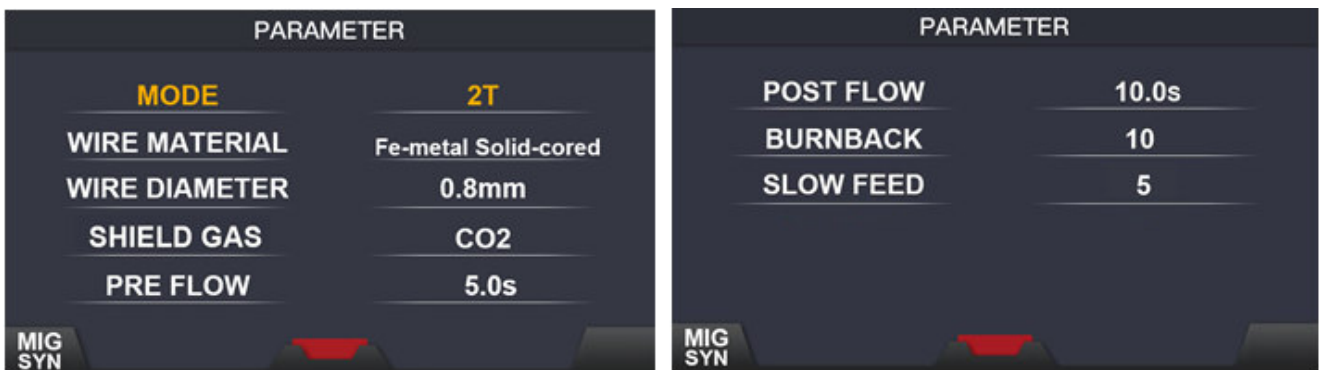 PARAMETER
MODE 2T
WIRE MATERIAL Fe-metal Solid-cored
WIRE DIAMETER 0.8mm
SHIELD GAS CO2
PRE FLOW 5.0s
MIG
SYN
PARAMETER
POST FLOW 10.0s
BURNBACK 10
SLOW FEED 5
MIG
SYN